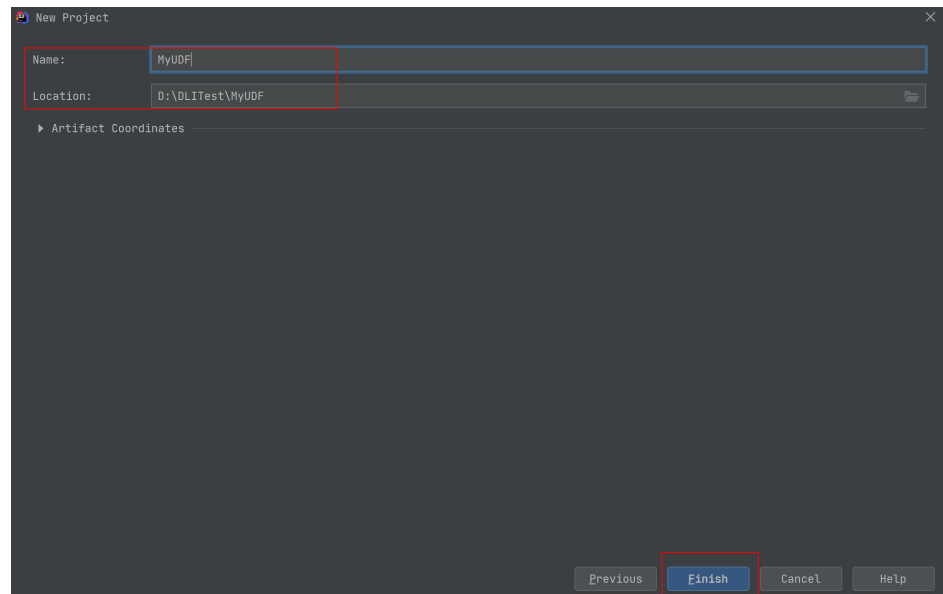 New Project
Name: MyUDF
Location: D:\DLITest\MyUDF
Artifact Coordinates
Previous Finish Cancel Help